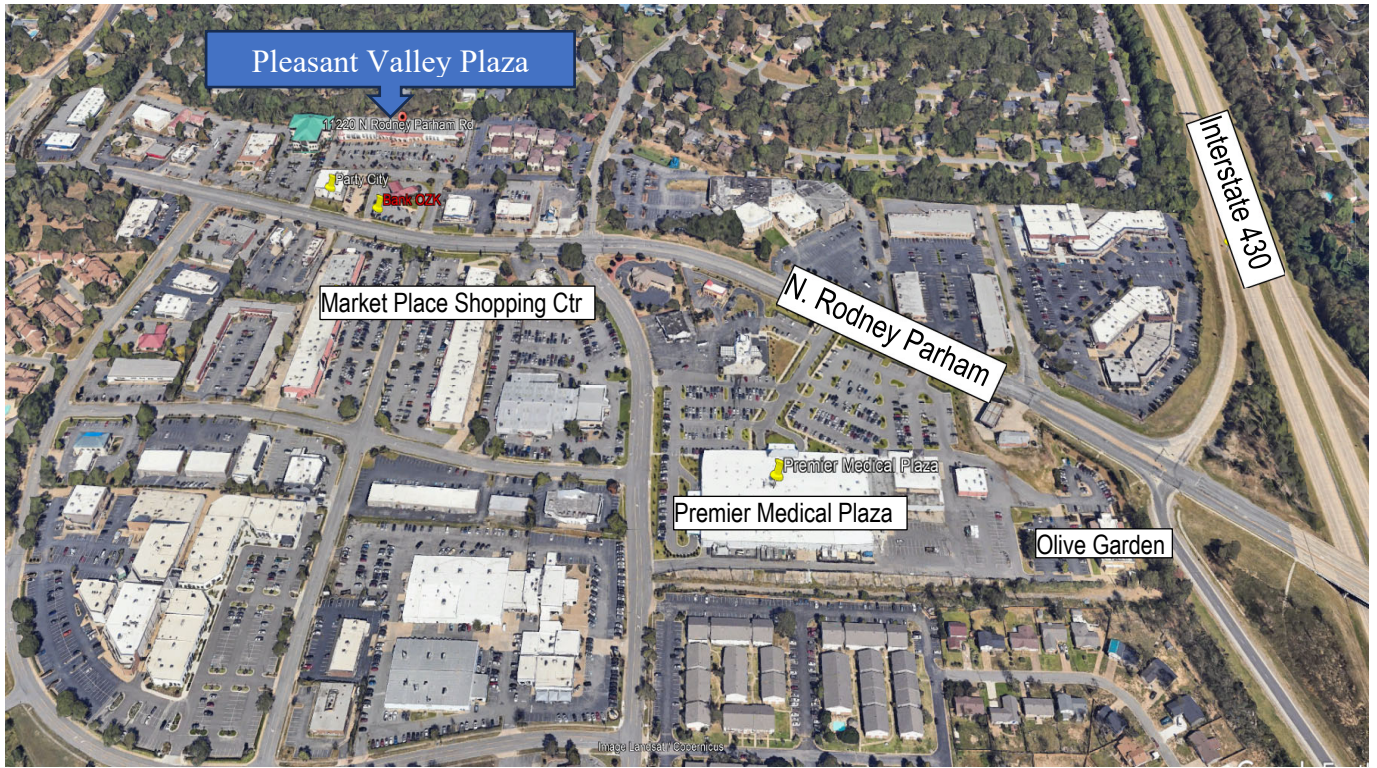 Pleasant Valley Plaza
11220 N Rodney Parham Rd
Party City
Bank OZK
Interstate 430
Market Place Shopping Ctr
N. Rodney Parham
Premier Medical Plaza
Premier Medical Plaza
Olive Garden
Image Landsat / Copernicus